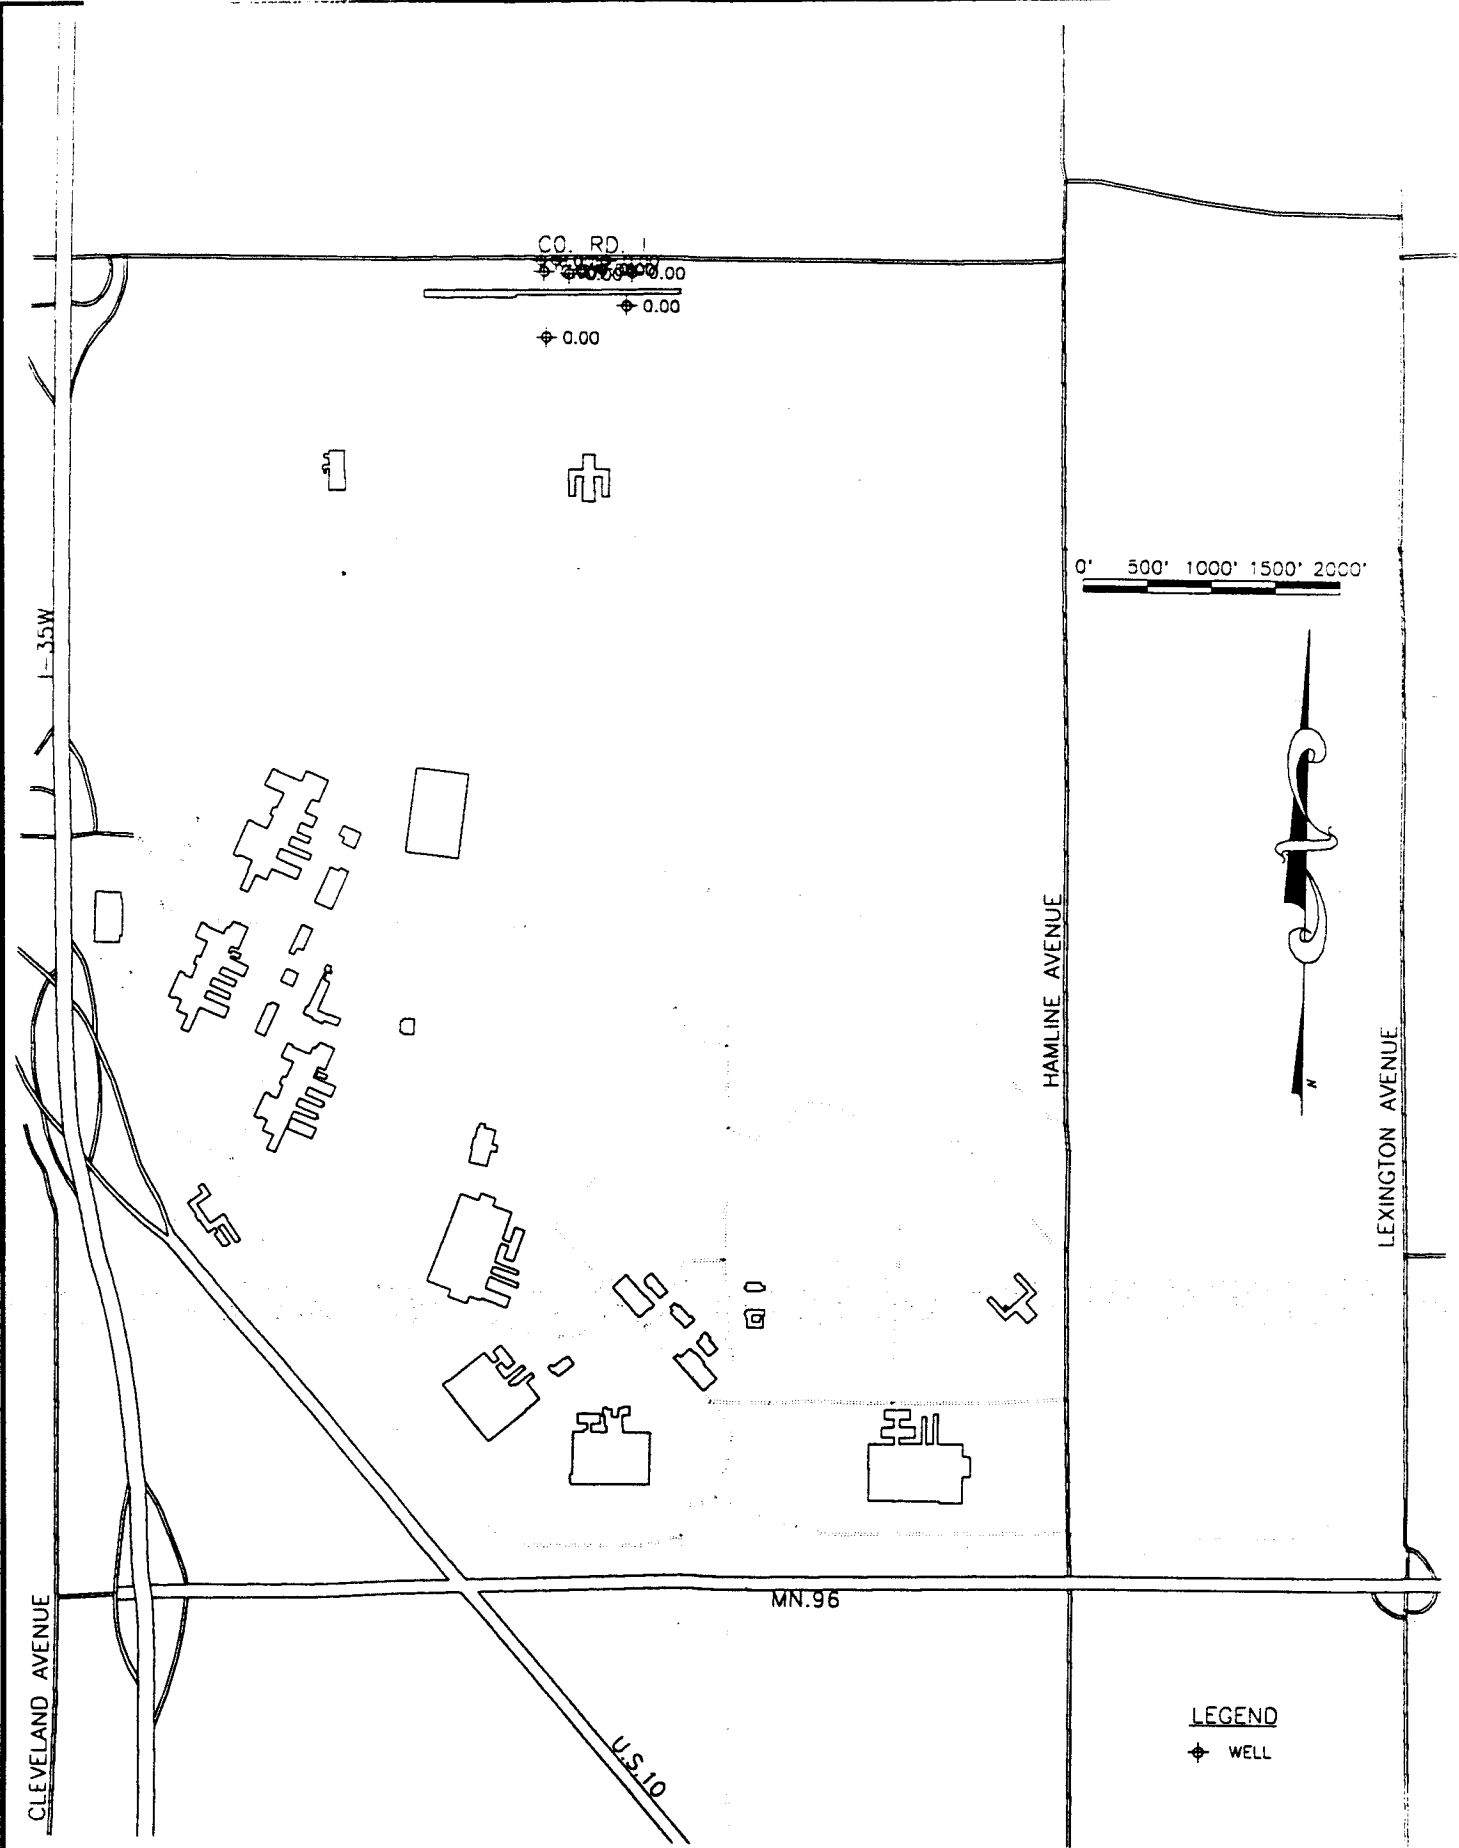 CO. RD. I
0.00
0.00
0.00
0' 500' 1000' 1500' 2000'
I-35W
HAMLINE AVENUE
N
LEXINGTON AVENUE
MN.96
CLEVELAND AVENUE
U.S.10
LEGEND
WELL